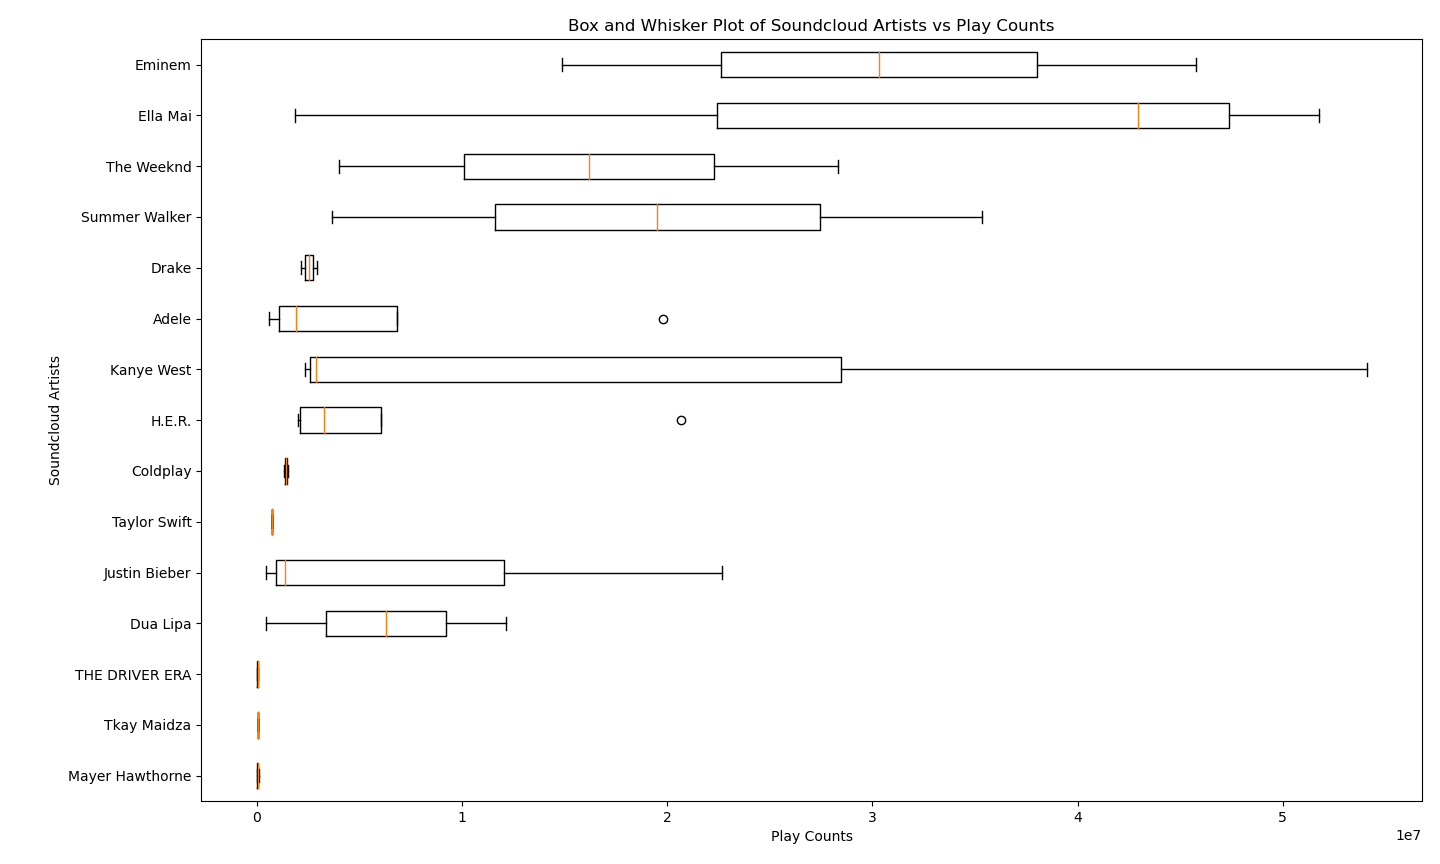 Box and Whisker Plot of Soundcloud Artists vs Play Counts
Soundcloud Artists
Eminem
Ella Mai
The Weeknd
Summer Walker
Drake
Adele
Kanye West
H.E.R.
Coldplay
Taylor Swift
Justin Bieber
Dua Lipa
THE DRIVER ERA
Tkay Maidza
Mayer Hawthorne
0 1 2 3 4 5
Play Counts
1e7